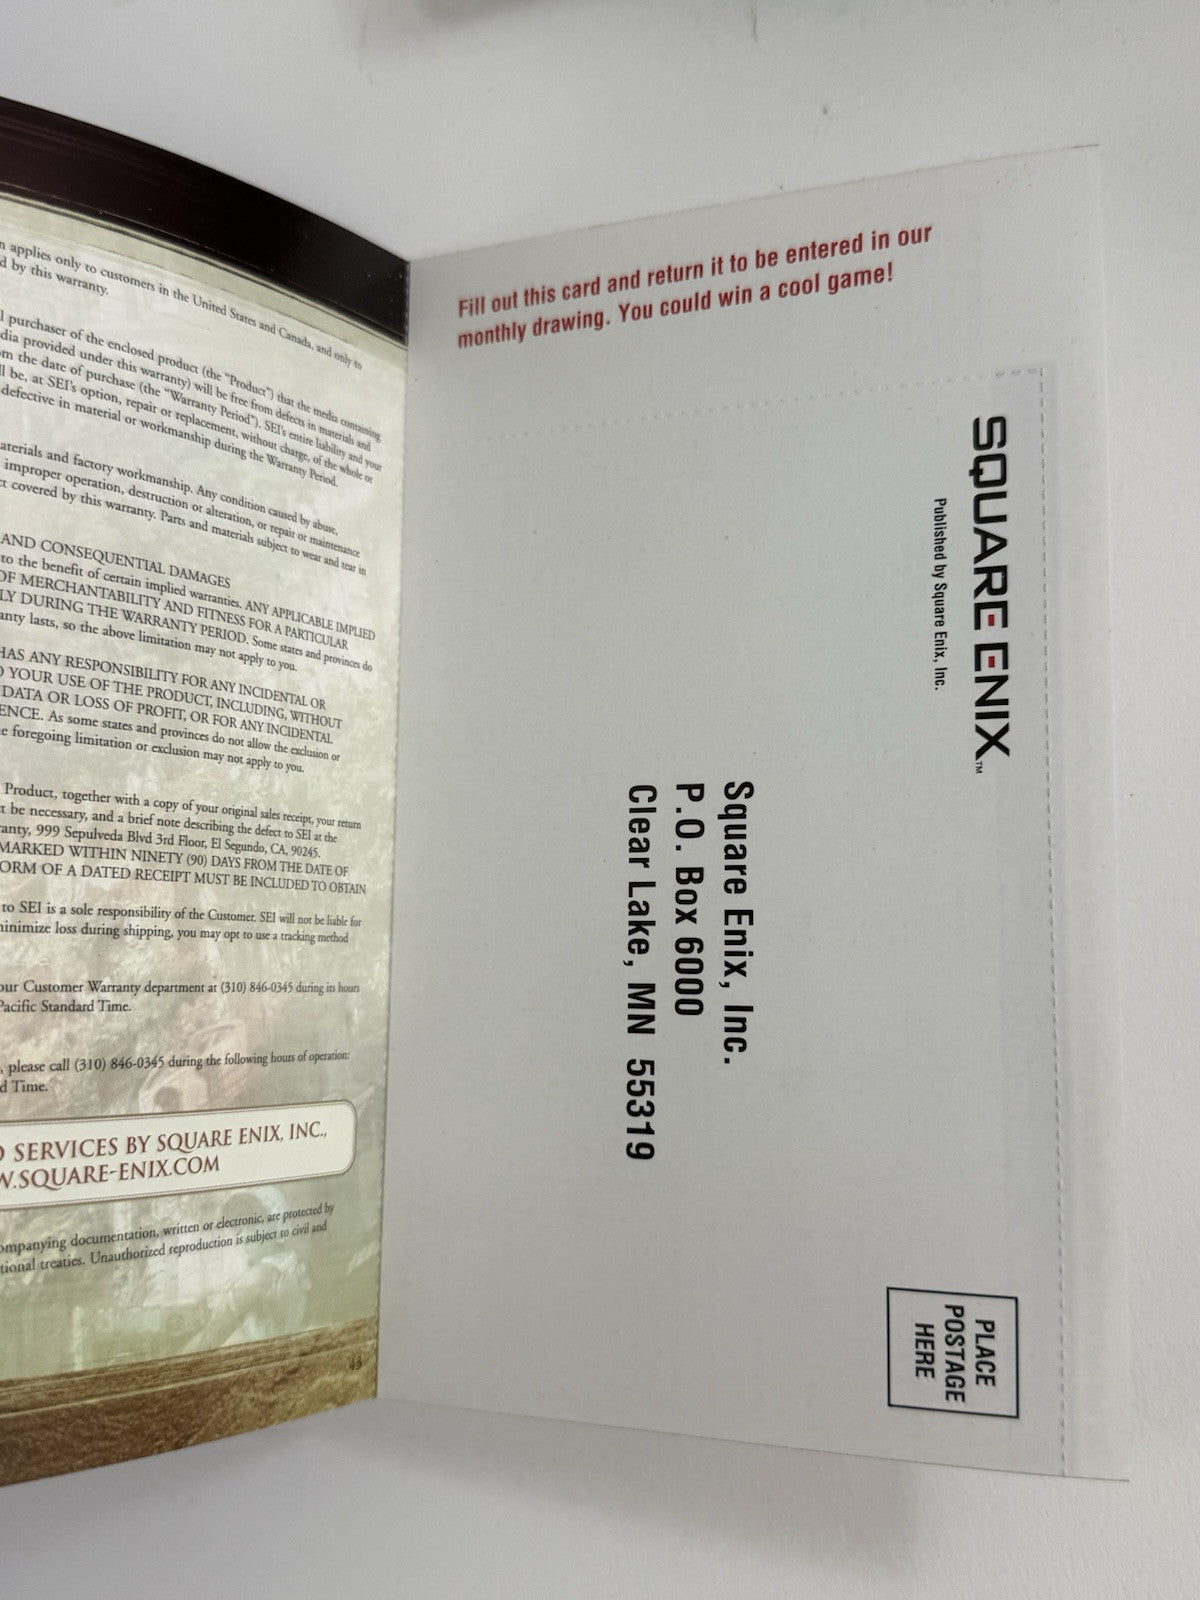 applies only to customers in the United States and Canada, and only to
d by this warranty.
l purchaser of the enclosed product (the "Product") that the media containing
dia provided under this warranty) will be free from defects in materials and
om the date of purchase (the "Warranty Period"). SEI's entire liability and your
ll be, at SEI's option, repair or replacement, without charge, of the whole or
defective in material or workmanship during the Warranty Period.
aterials and factory workmanship. Any condition caused by abuse,
improper operation, destruction or alteration, or repair or maintenance
ct covered by this warranty. Parts and materials subject to wear and tear in
AND CONSEQUENTIAL DAMAGES
to the benefit of certain implied warranties. ANY APPLICABLE IMPLIED
OF MERCHANTABILITY AND FITNESS FOR A PARTICULAR
LY DURING THE WARRANTY PERIOD. Some states and provinces do
anty lasts, so the above limitation may not apply to you.
HAS ANY RESPONSIBILITY FOR ANY INCIDENTAL OR
O YOUR USE OF THE PRODUCT, INCLUDING, WITHOUT
DATA OR LOSS OF PROFIT, OR FOR ANY INCIDENTAL
ENCE. As some states and provinces do not allow the exclusion or
e foregoing limitation or exclusion may not apply to you.
Product, together with a copy of your original sales receipt, your return
t be necessary, and a brief note describing the defect to SEI at the
ranty, 999 Sepulveda Blvd 3rd Floor, El Segundo, CA, 90245.
MARKED WITHIN NINETY (90) DAYS FROM THE DATE OF
ORM OF A DATED RECEIPT MUST BE INCLUDED TO OBTAIN
to SEI is a sole responsibility of the Customer. SEI will not be liable for
minimize loss during shipping, you may opt to use a tracking method
our Customer Warranty department at (310) 846-0345 during its hours
Pacific Standard Time.
, please call (310) 846-0345 during the following hours of operation:
d Time.
D SERVICES BY SQUARE ENIX, INC.,
W.SQUARE-ENIX.COM
ompanying documentation, written or electronic, are protected by
tional treaties. Unauthorized reproduction is subject to civil and
43
Fill out this card and return it to be entered in our
monthly drawing. You could win a cool game!
SQUARE ENIX™
Published by Square Enix, Inc.
Square Enix, Inc.
P.O. Box 6000
Clear Lake, MN 55319
PLACE
POSTAGE
HERE